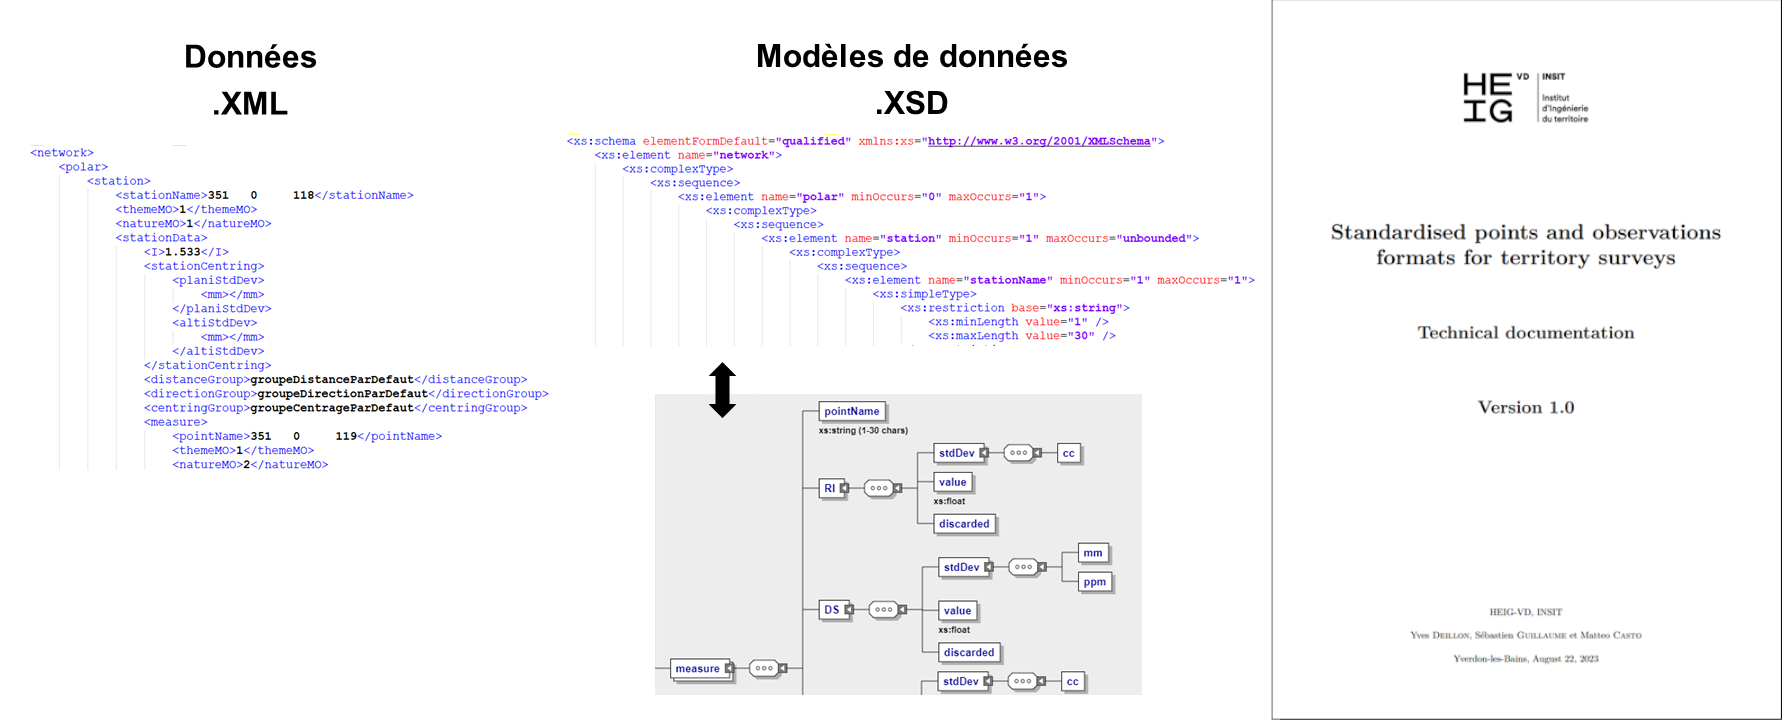 Données
.XML
<network>
<polar>
<station>
<stationName>351   0     118</stationName>
<themeMO>1</themeMO>
<natureMO>1</natureMO>
<stationData>
<I>1.533</I>
<stationCentring>
<planiStdDev>
<mm></mm>
</planiStdDev>
<altiStdDev>
<mm></mm>
</altiStdDev>
</stationCentring>
<distanceGroup>groupeDistanceParDefaut</distanceGroup>
<directionGroup>groupeDirectionParDefaut</directionGroup>
<centringGroup>groupeCentrageParDefaut</centringGroup>
<measure>
<pointName>351   0     119</pointName>
<themeMO>1</themeMO>
<natureMO>2</natureMO>
Modèles de données
.XSD
<xs:schema elementFormDefault="qualified" xmlns:xs="http://www.w3.org/2001/XMLSchema">
<xs:element name="network">
<xs:complexType>
<xs:sequence>
<xs:element name="polar" minOccurs="0" maxOccurs="1">
<xs:complexType>
<xs:sequence>
<xs:element name="station" minOccurs="1" maxOccurs="unbounded">
<xs:complexType>
<xs:sequence>
<xs:element name="stationName" minOccurs="1" maxOccurs="1">
<xs:simpleType>
<xs:restriction base="xs:string">
<xs:minLength value="1" />
<xs:maxLength value="30" />
pointName
xs:string (1-30 chars)
RI
stdDev
cc
value
xs:float
discarded
DS
stdDev
mm
ppm
value
xs:float
discarded
measure
stdDev
cc
HE VD INSIT
IG Institut
d'Ingénierie
du territoire
Standardised points and observations
formats for territory surveys
Technical documentation
Version 1.0
HEIG-VD, INSIT
Yves DEILLON, Sébastien GUILLAUME et Matteo CASTO
Yverdon-les-Bains, August 22, 2023